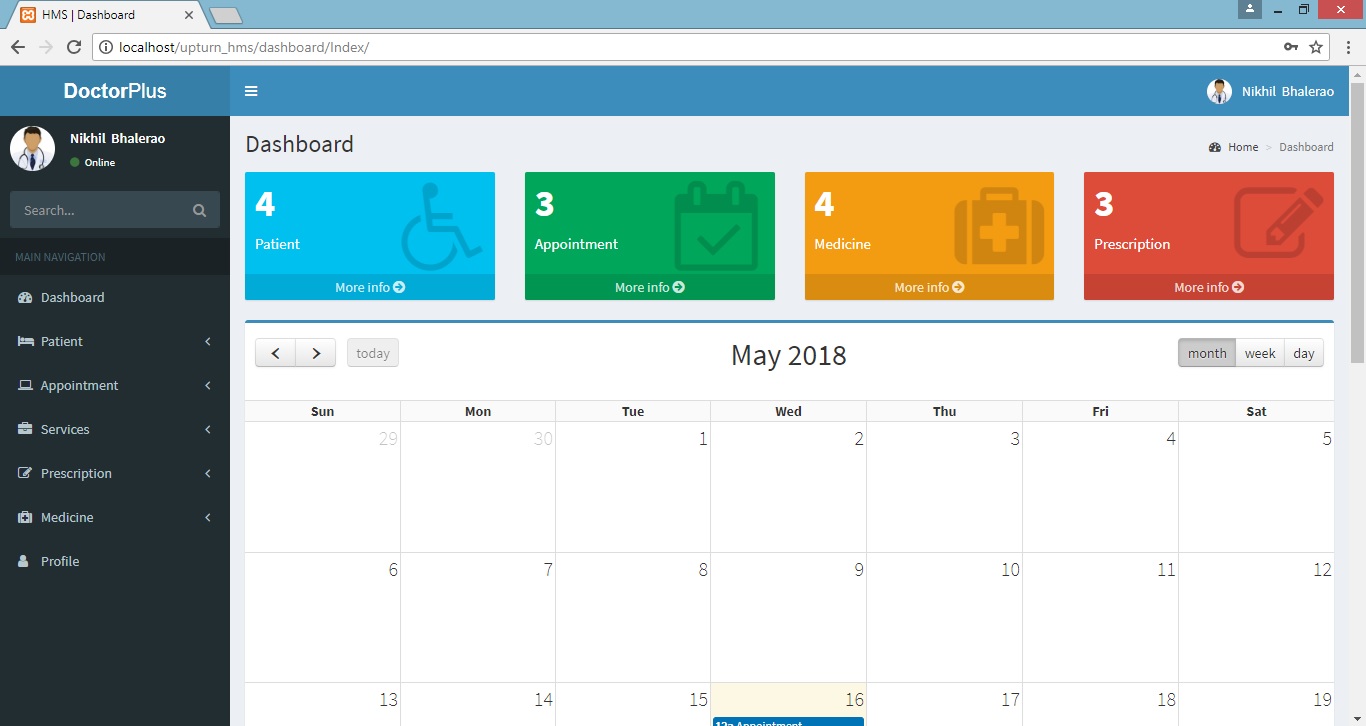 HMS | Dashboard
localhost/upturn_hms/dashboard/Index/
DoctorPlus
Nikhil Bhalerao
Nikhil Bhalerao
Online
Search...
MAIN NAVIGATION
Dashboard
Patient
Appointment
Services
Prescription
Medicine
Profile
Dashboard
Home > Dashboard
4
Patient
More info
3
Appointment
More info
4
Medicine
More info
3
Prescription
More info
today
May 2018
month week day
Sun Mon Tue Wed Thu Fri Sat
29 30 1 2 3 4 5
6 7 8 9 10 11 12
13 14 15 16 17 18 19
12a Appointment